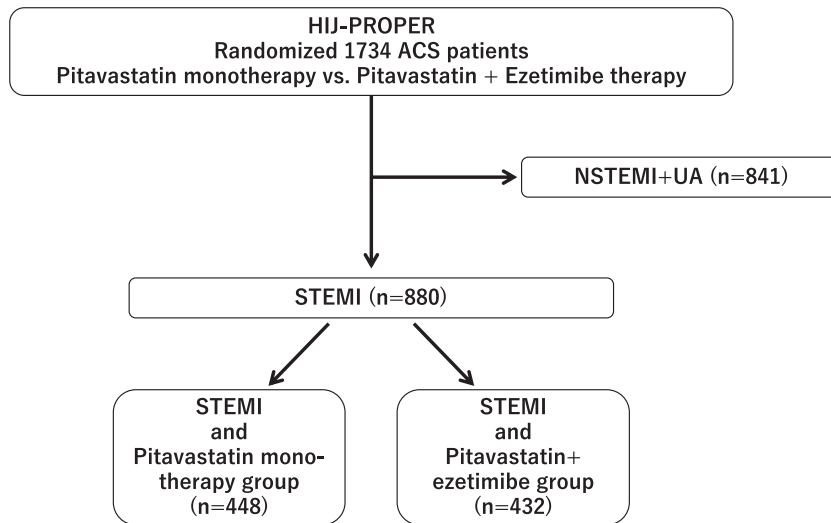 HIJ-PROPER
Randomized 1734 ACS patients
Pitavastatin monotherapy vs. Pitavastatin + Ezetimibe therapy
NSTEMI+UA (n=841)
STEMI (n=880)
STEMI
and
Pitavastatin mono-
therapy group
(n=448)
STEMI
and
Pitavastatin+
ezetimibe group
(n=432)